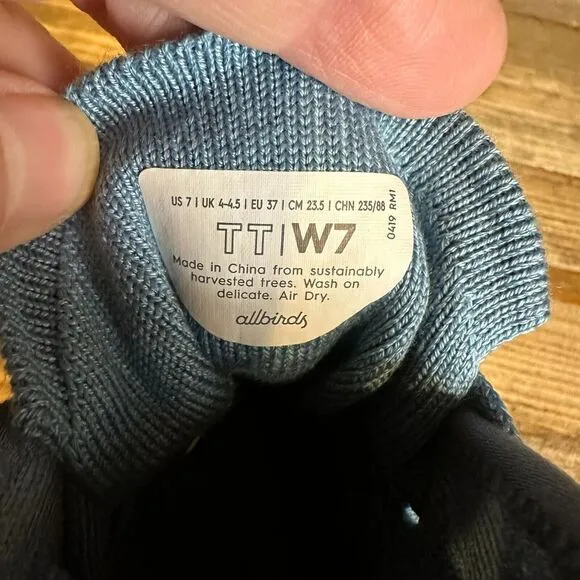 US 7 | UK 4-4.5 | EU 37 | CM 23.5 | CHN 235/88
TT|W7
Made in China from sustainably
harvested trees. Wash on
delicate. Air Dry.
allbirds
0419 RM1